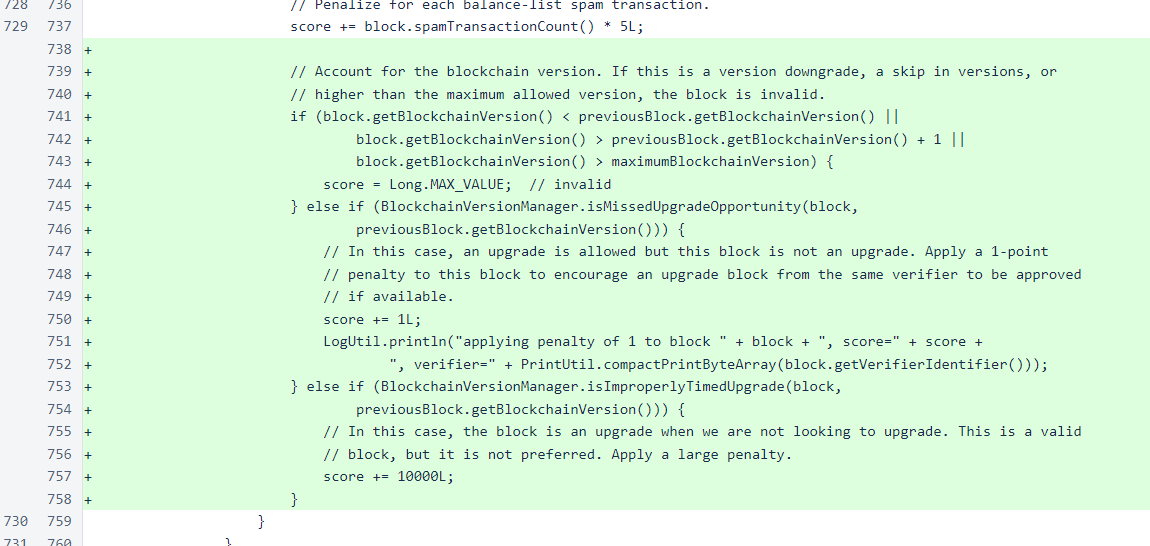 728 736 // Penalize for each balance-list spam transaction.
729 737 score += block.spamTransactionCount() * 5L;
738 +
739 + // Account for the blockchain version. If this is a version downgrade, a skip in versions, or
740 + // higher than the maximum allowed version, the block is invalid.
741 + if (block.getBlockchainVersion() < previousBlock.getBlockchainVersion() ||
742 + block.getBlockchainVersion() > previousBlock.getBlockchainVersion() + 1 ||
743 + block.getBlockchainVersion() > maximumBlockchainVersion) {
744 + score = Long.MAX_VALUE; // invalid
745 + } else if (BlockchainVersionManager.isMissedUpgradeOpportunity(block,
746 + previousBlock.getBlockchainVersion())) {
747 + // In this case, an upgrade is allowed but this block is not an upgrade. Apply a 1-point
748 + // penalty to this block to encourage an upgrade block from the same verifier to be approved
749 + // if available.
750 + score += 1L;
751 + LogUtil.println("applying penalty of 1 to block " + block + ", score=" + score +
752 + ", verifier=" + PrintUtil.compactPrintByteArray(block.getVerifierIdentifier()));
753 + } else if (BlockchainVersionManager.isImproperlyTimedUpgrade(block,
754 + previousBlock.getBlockchainVersion())) {
755 + // In this case, the block is an upgrade when we are not looking to upgrade. This is a valid
756 + // block, but it is not preferred. Apply a large penalty.
757 + score += 10000L;
758 + }
730 759 }
731 760 }